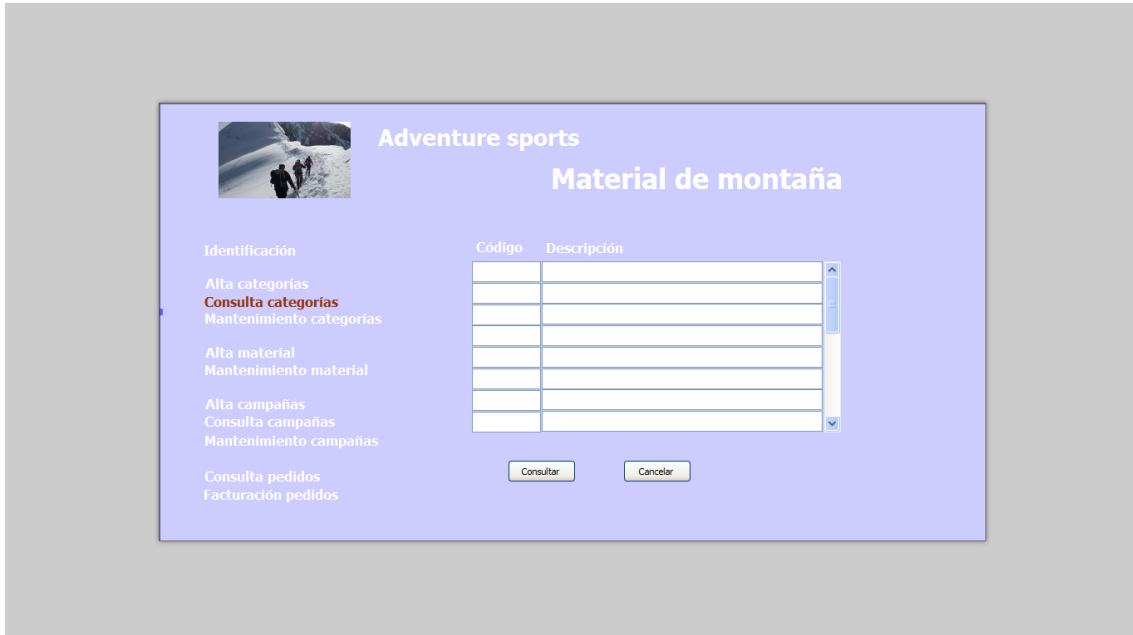 Adventure sports
Material de montaña
Identificación
Alta categorías
Consulta categorías
Mantenimiento categorías
Alta material
Mantenimiento material
Alta campañas
Consulta campañas
Mantenimiento campañas
Consulta pedidos
Facturación pedidos
Código Descripción
Consultar Cancelar